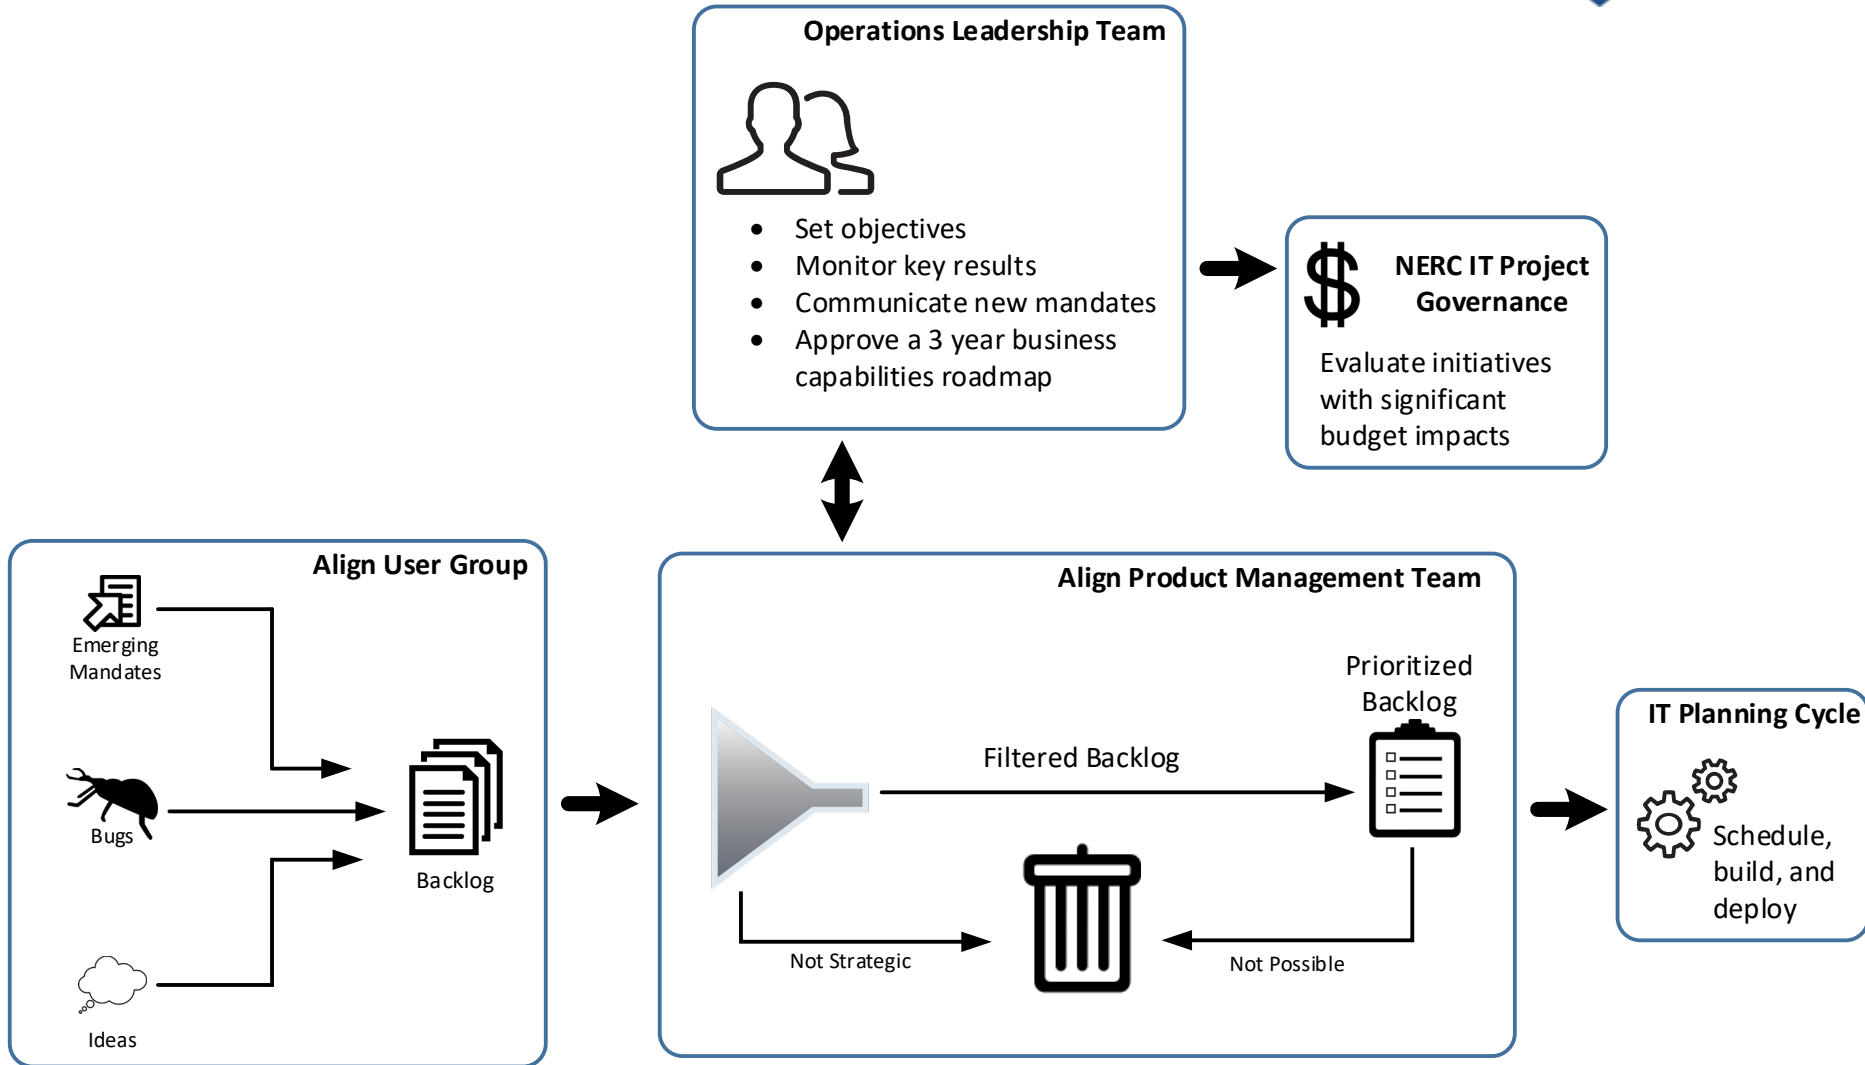 Operations Leadership Team
• Set objectives
• Monitor key results
• Communicate new mandates
• Approve a 3 year business
capabilities roadmap
$ NERC IT Project
Governance
Evaluate initiatives
with significant
budget impacts
Align User Group
Emerging
Mandates
Bugs
Ideas
Backlog
Align Product Management Team
Filtered Backlog
Prioritized
Backlog
Not Strategic
Not Possible
IT Planning Cycle
Schedule,
build, and
deploy